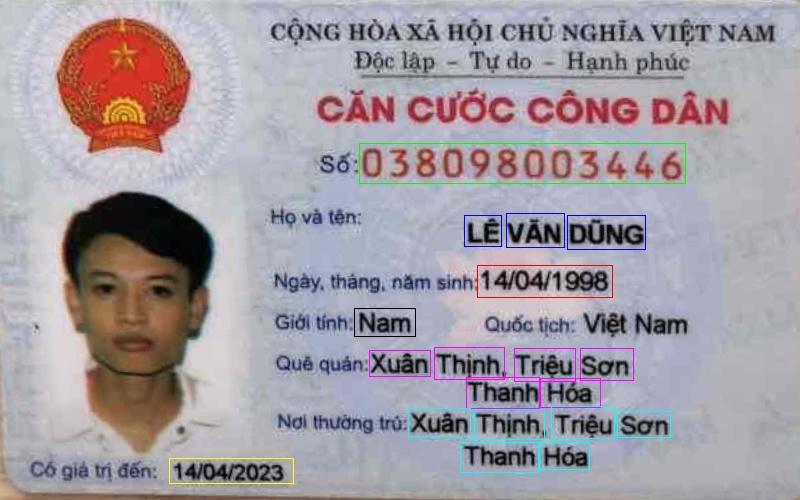 CỘNG HÒA XÃ HỘI CHỦ NGHĨA VIỆT NAM
Độc lập - Tự do - Hạnh phúc
CĂN CƯỚC CÔNG DÂN
Số: 038098003446
Họ và tên: LÊ VĂN DŨNG
Ngày, tháng, năm sinh: 14/04/1998
Giới tính: Nam Quốc tịch: Việt Nam
Quê quán: Xuân Thịnh, Triệu Sơn
Thanh Hóa
Nơi thường trú: Xuân Thịnh, Triệu Sơn
Thanh Hóa
Có giá trị đến: 14/04/2023